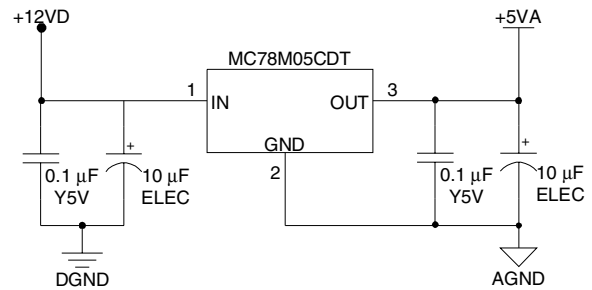 +12VD
+5VA
MC78M05CDT
1
IN
OUT
3
GND
2
+
0.1 μF
Y5V
10 μF
ELEC
+
0.1 μF
Y5V
10 μF
ELEC
DGND
AGND